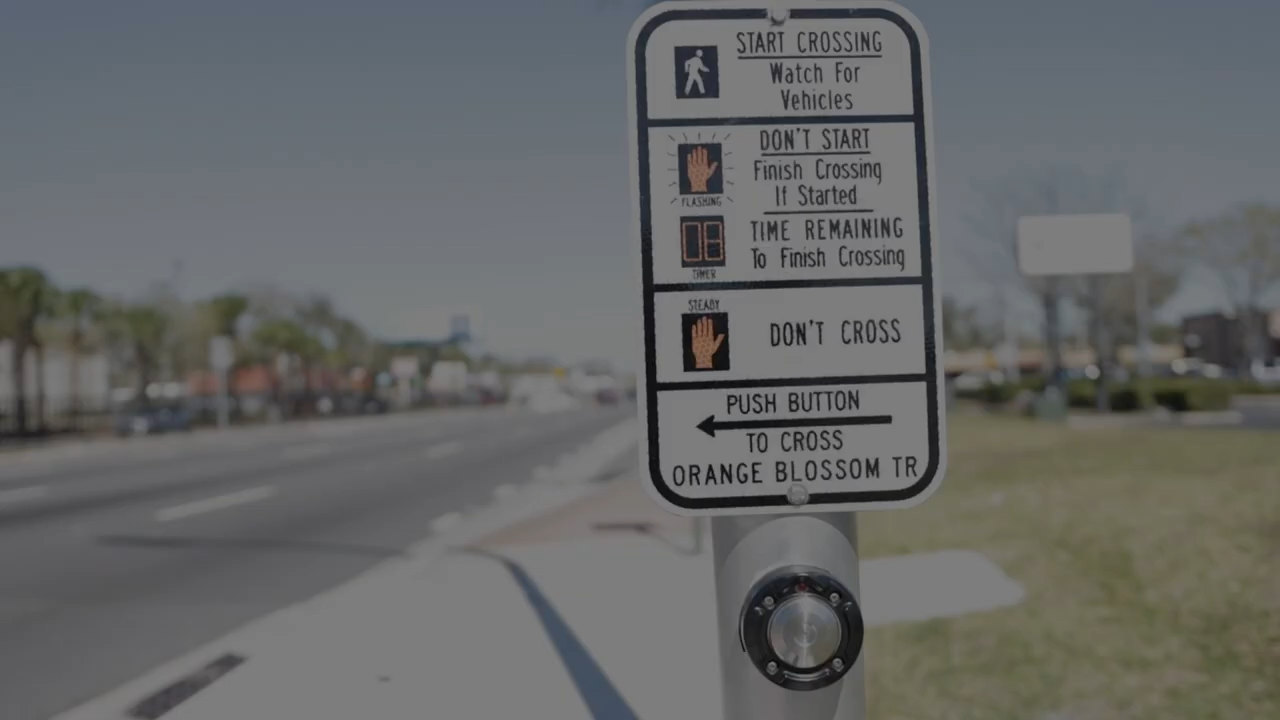 START CROSSING
Watch For
Vehicles
DON'T START
Finish Crossing
If Started
FLASHING
TIME REMAINING
To Finish Crossing
08
TIMER
STEADY
DON'T CROSS
PUSH BUTTON
TO CROSS
ORANGE BLOSSOM TR